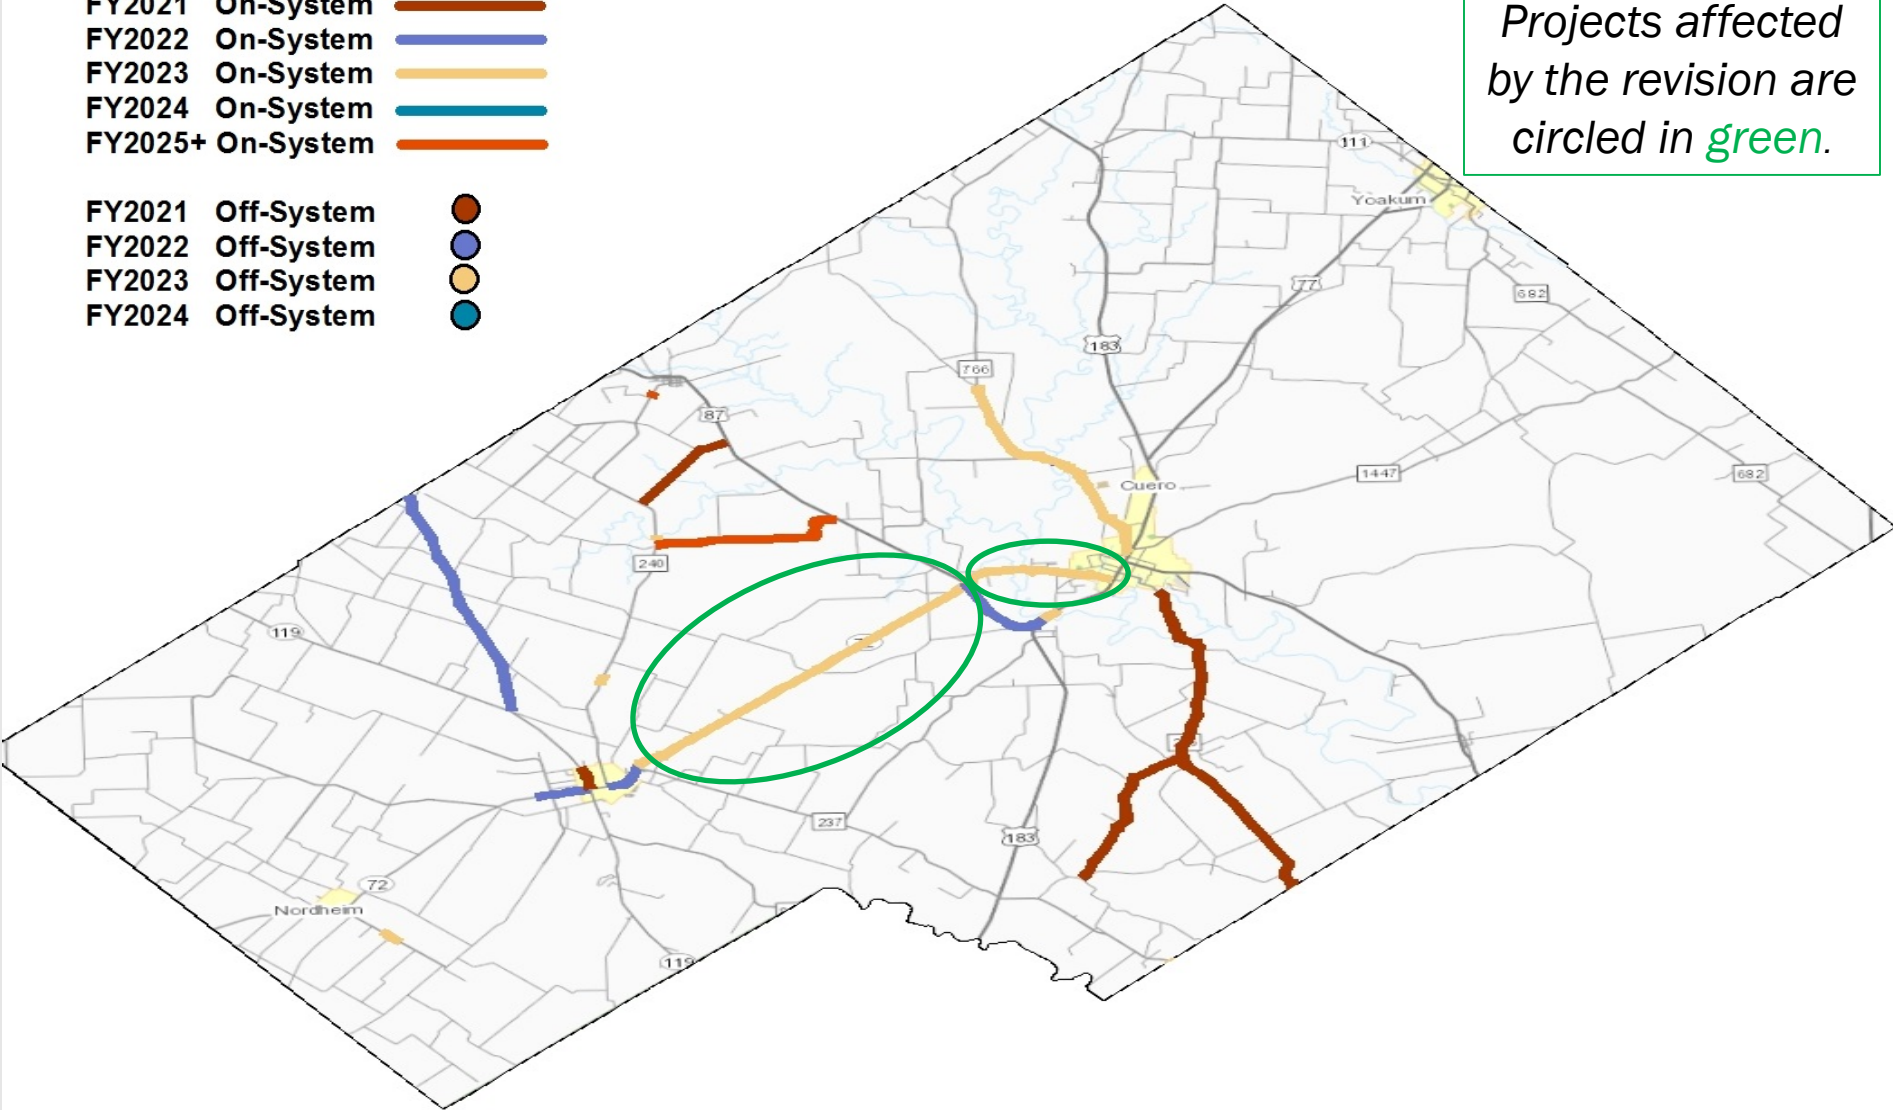 FY2021 On-System
FY2022 On-System
FY2023 On-System
FY2024 On-System
FY2025+ On-System
FY2021 Off-System
FY2022 Off-System
FY2023 Off-System
FY2024 Off-System
Projects affected
by the revision are
circled in green.
111
Yoakum
77
682
183
766
87
1447
682
Cuero
240
119
237
183
72
Nordheim
119